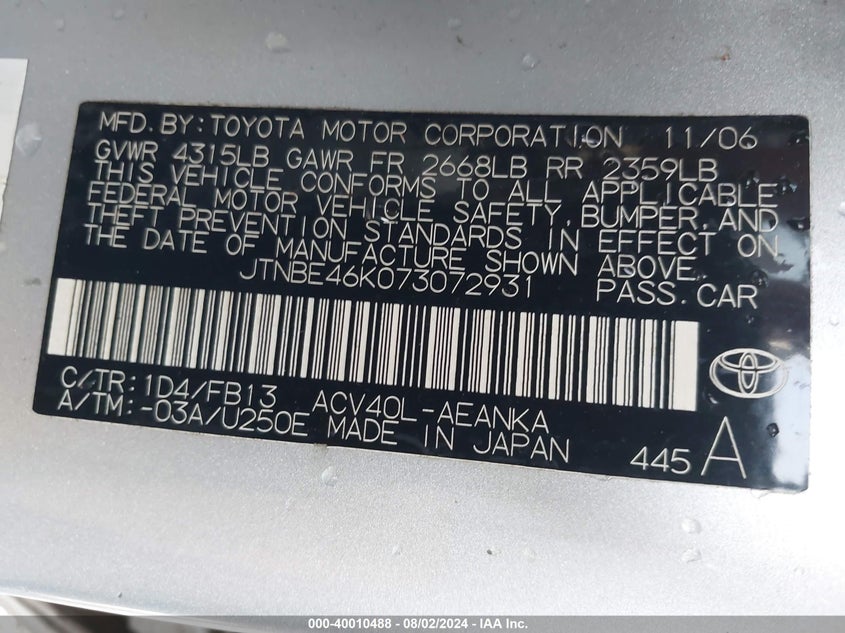 MFD. BY: TOYOTA MOTOR CORPORATION 11/06
GVWR 4315LB GAWR FR 2668LB RR 2359LB
THIS VEHICLE CONFORMS TO ALL APPLICABLE
FEDERAL MOTOR VEHICLE SAFETY, BUMPER, AND
THEFT PREVENTION STANDARDS IN EFFECT ON
THE DATE OF MANUFACTURE SHOWN ABOVE.
JTNBE46K073072931 PASS. CAR
C/TR: 1D4/FB13 ACV40L-AEANKA
A/TM: -03A/U250E MADE IN JAPAN
445 A
000-40010488 - 08/02/2024 - IAA Inc.